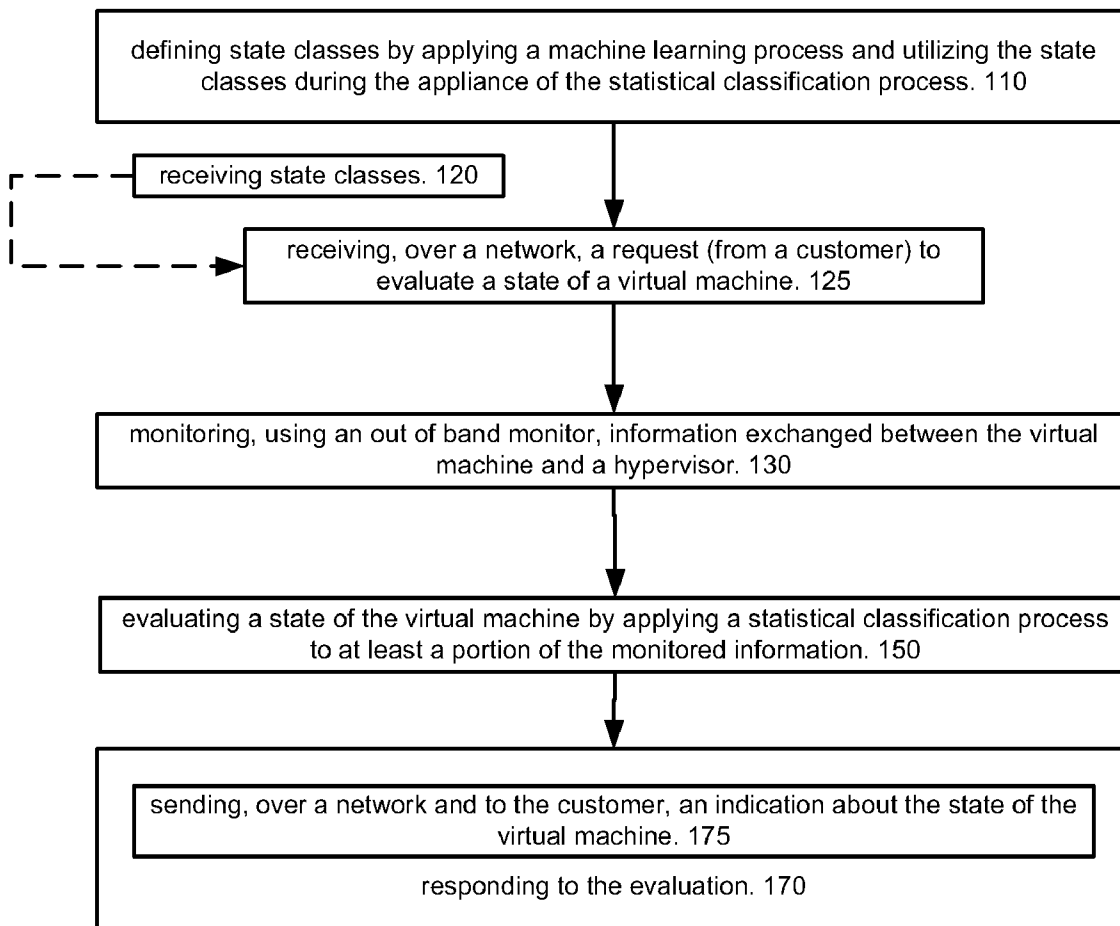 defining state classes by applying a machine learning process and utilizing the state
classes during the appliance of the statistical classification process. 110
receiving state classes. 120
receiving, over a network, a request (from a customer) to
evaluate a state of a virtual machine. 125
monitoring, using an out of band monitor, information exchanged between the virtual
machine and a hypervisor. 130
evaluating a state of the virtual machine by applying a statistical classification process
to at least a portion of the monitored information. 150
sending, over a network and to the customer, an indication about the state of the
virtual machine. 175
responding to the evaluation. 170